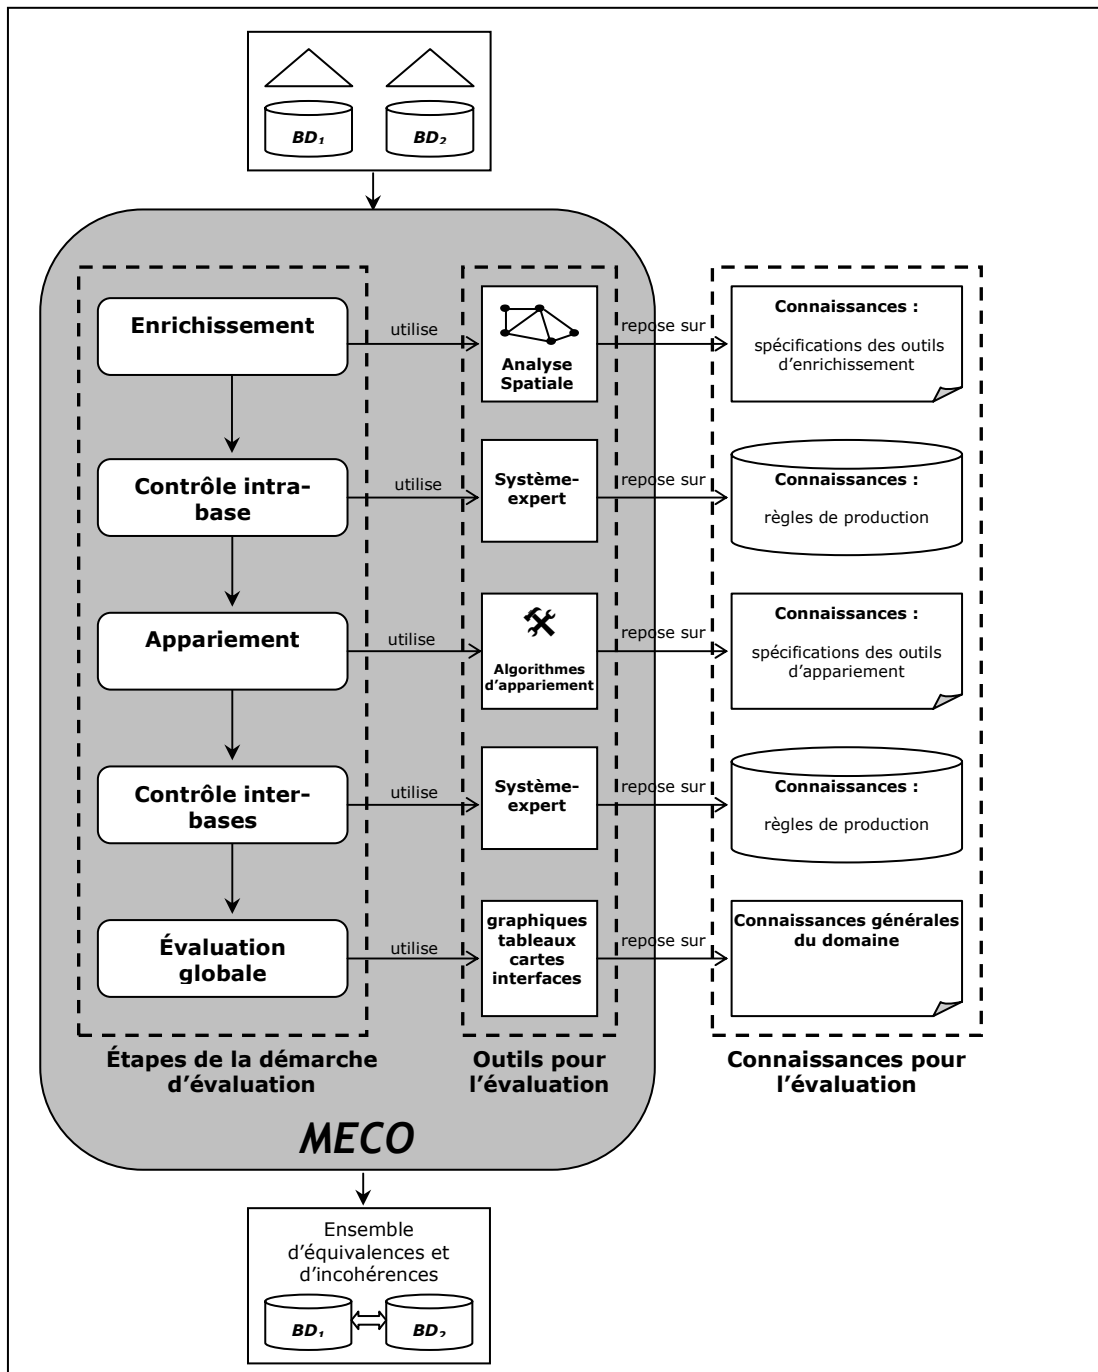 BD₁ BD₂
Enrichissement
utilise
Analyse
Spatiale
repose sur
Connaissances :
spécifications des outils
d’enrichissement
Contrôle intra-
base
utilise
Système-
expert
repose sur
Connaissances :
règles de production
Appariement
utilise
Algorithmes
d’appariement
repose sur
Connaissances :
spécifications des outils
d’appariement
Contrôle inter-
bases
utilise
Système-
expert
repose sur
Connaissances :
règles de production
Évaluation
globale
utilise
graphiques
tableaux
cartes
interfaces
repose sur
Connaissances générales
du domaine
Étapes de la démarche
d’évaluation
Outils pour
l’évaluation
Connaissances pour
l’évaluation
MECO
Ensemble
d’équivalences et
d’incohérences
BD₁ BD₂